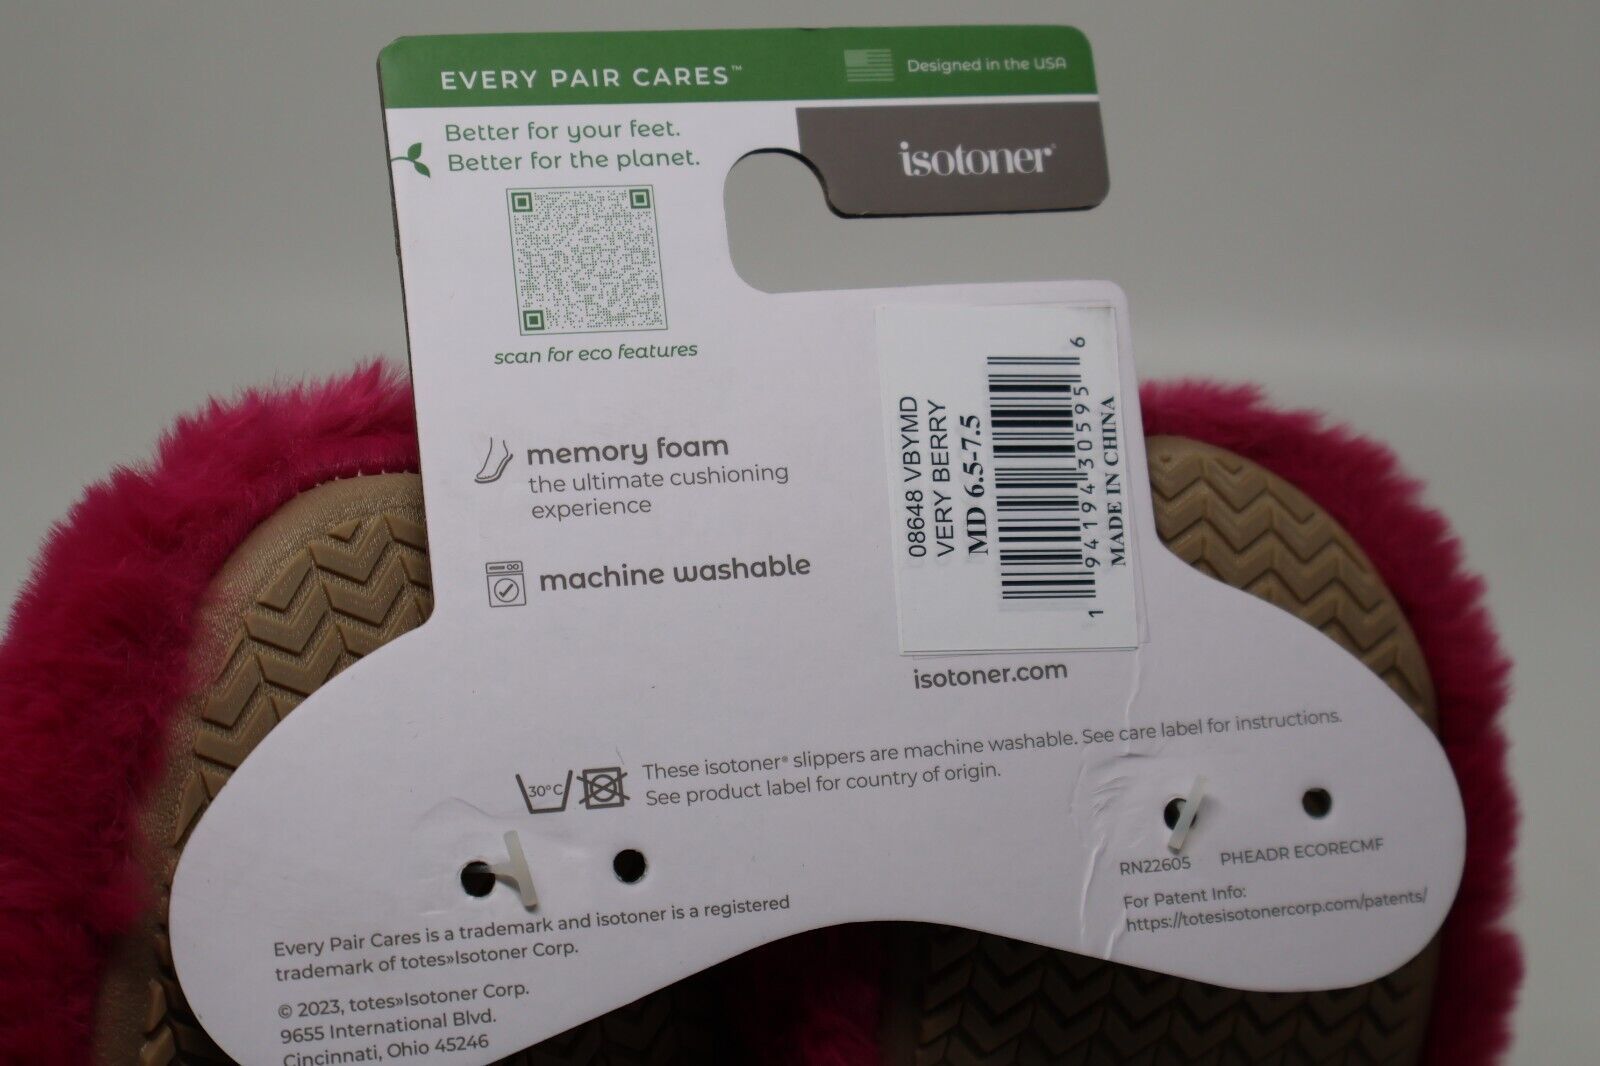 EVERY PAIR CARES™
Designed in the USA
isotoner®
Better for your feet.
Better for the planet.
scan for eco features
memory foam
the ultimate cushioning
experience
machine washable
08648 VBYMD
VERY BERRY
MD 6.5-7.5
1 94194 30595 6
MADE IN CHINA
isotoner.com
30°C
These isotoner® slippers are machine washable. See care label for instructions.
See product label for country of origin.
RN22605 PHEADR ECORECMF
For Patent Info:
https://totesisotonercorp.com/patents/
Every Pair Cares is a trademark and isotoner is a registered
trademark of totes»Isotoner Corp.
© 2023, totes»Isotoner Corp.
9655 International Blvd.
Cincinnati, Ohio 45246